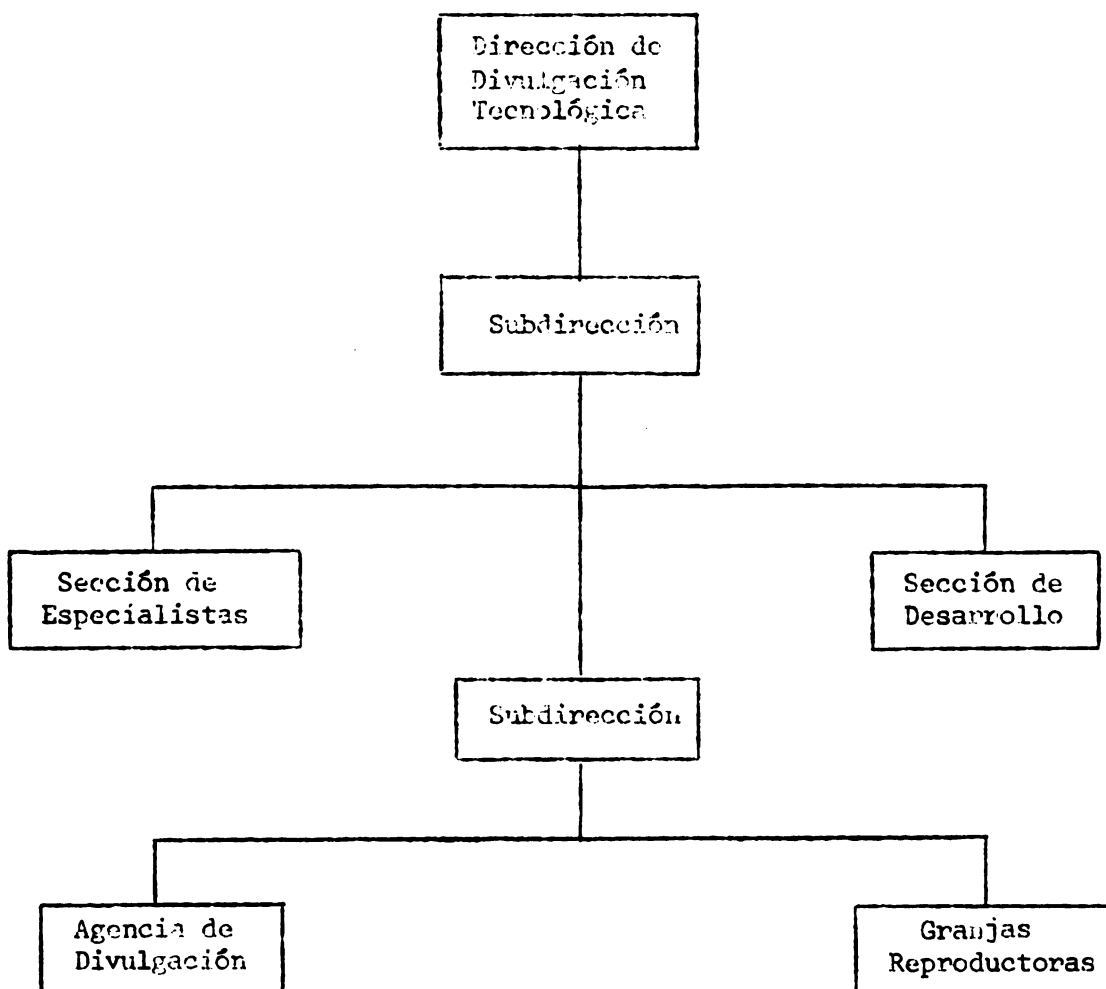 Dirección de
Divulgación
Tecnológica
Subdirección
Sección de
Especialistas
Sección de
Desarrollo
Subdirección
Agencia de
Divulgación
Granjas
Reproductoras